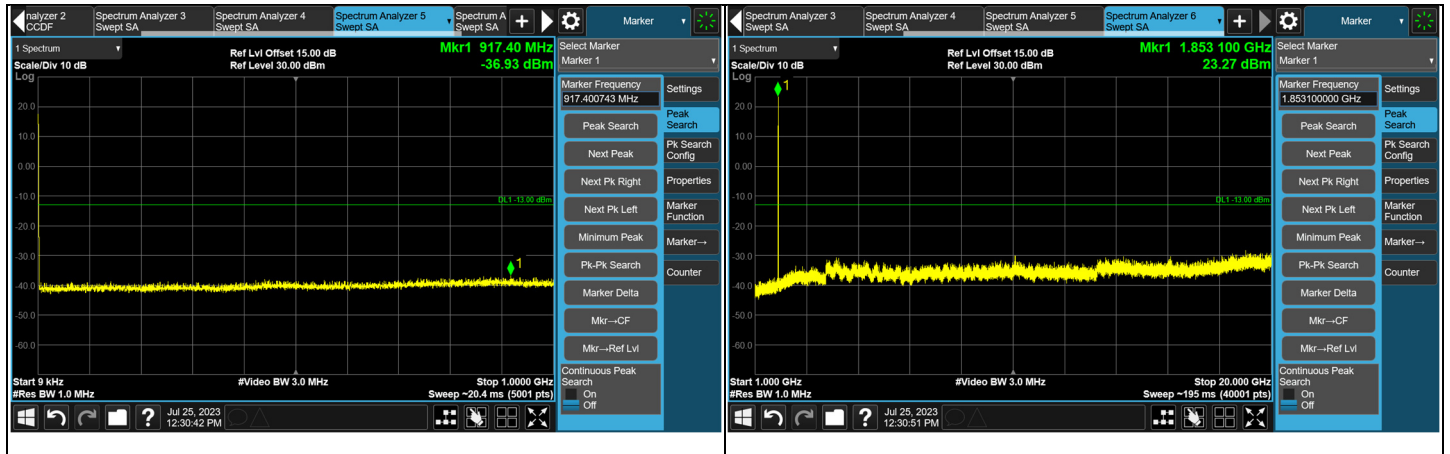 nalyzer 2
CCDF
Spectrum Analyzer 3
Swept SA
Spectrum Analyzer 4
Swept SA
Spectrum Analyzer 5
Swept SA
Spectrum A
Swept SA
Marker
1 Spectrum
Scale/Div 10 dB
Log
Ref Lvl Offset 15.00 dB
Ref Level 30.00 dBm
Mkr1 917.40 MHz
-36.93 dBm
1
20.0
10.0
0.00
-10.0
-20.0
-30.0
-40.0
-50.0
-60.0
DL1 -13.00 dBm
Start 9 kHz
#Res BW 1.0 MHz
#Video BW 3.0 MHz
Stop 1.0000 GHz
Sweep ~20.4 ms (5001 pts)
Select Marker
Marker 1
Marker Frequency
917.400743 MHz
Peak Search
Next Peak
Next Pk Right
Next Pk Left
Minimum Peak
Pk-Pk Search
Marker Delta
Mkr→CF
Mkr→Ref Lvl
Continuous Peak
Search
On
Off
Settings
Peak
Search
Pk Search
Config
Properties
Marker
Function
Marker→
Counter
?
Jul 25, 2023
12:30:42 PM
Spectrum Analyzer 3
Swept SA
Spectrum Analyzer 4
Swept SA
Spectrum Analyzer 5
Swept SA
Spectrum Analyzer 6
Swept SA
Marker
1 Spectrum
Scale/Div 10 dB
Log
Ref Lvl Offset 15.00 dB
Ref Level 30.00 dBm
Mkr1 1.853 100 GHz
23.27 dBm
1
20.0
10.0
0.00
-10.0
-20.0
-30.0
-40.0
-50.0
-60.0
DL1 -13.00 dBm
Start 1.000 GHz
#Res BW 1.0 MHz
#Video BW 3.0 MHz
Stop 20.000 GHz
Sweep ~195 ms (40001 pts)
Select Marker
Marker 1
Marker Frequency
1.853100000 GHz
Peak Search
Next Peak
Next Pk Right
Next Pk Left
Minimum Peak
Pk-Pk Search
Marker Delta
Mkr→CF
Mkr→Ref Lvl
Continuous Peak
Search
On
Off
Settings
Peak
Search
Pk Search
Config
Properties
Marker
Function
Marker→
Counter
?
Jul 25, 2023
12:30:51 PM